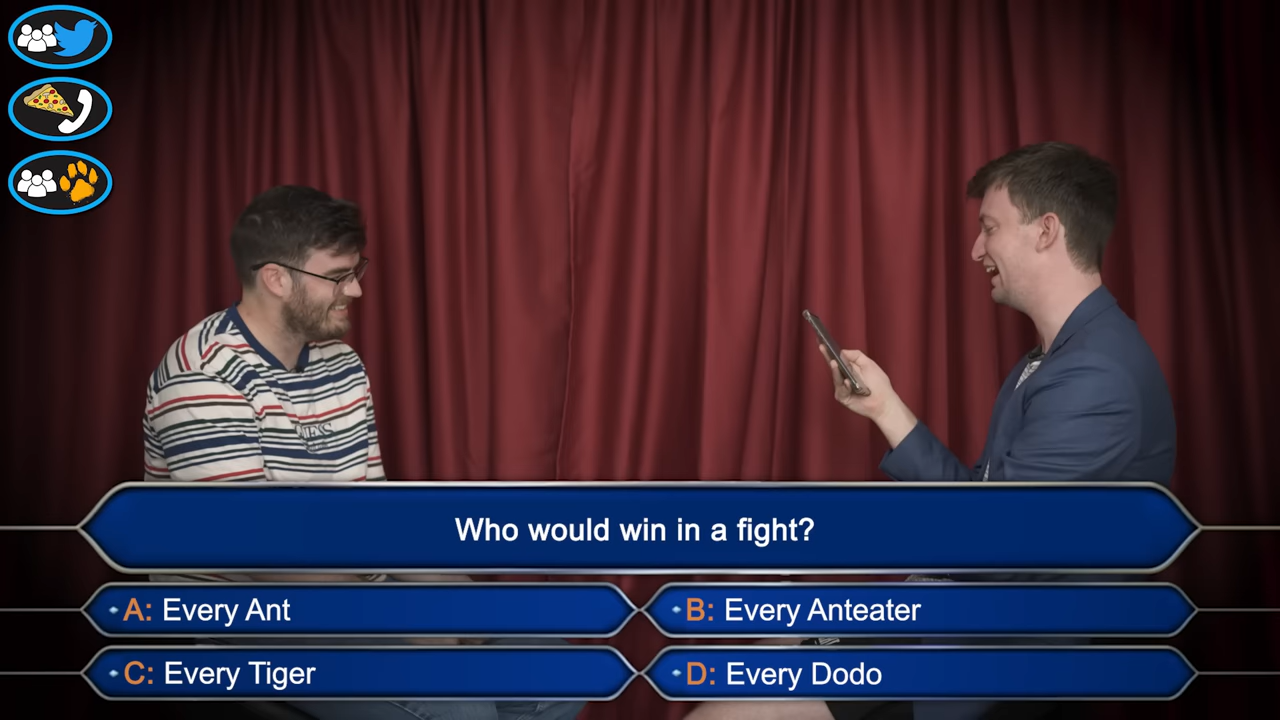 Who would win in a fight?
A: Every Ant
B: Every Anteater
C: Every Tiger
D: Every Dodo